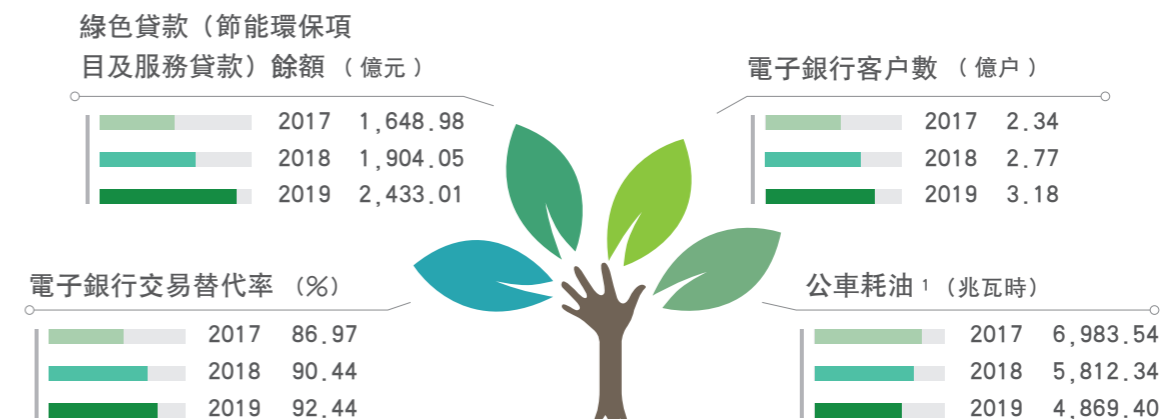 綠色貸款（節能環保項
目及服務貸款）餘額（億元）
2017 1,648.98
2018 1,904.05
2019 2,433.01
電子銀行客户數（億户）
2017 2.34
2018 2.77
2019 3.18
電子銀行交易替代率（%）
2017 86.97
2018 90.44
2019 92.44
公車耗油1（兆瓦時）
2017 6,983.54
2018 5,812.34
2019 4,869.40